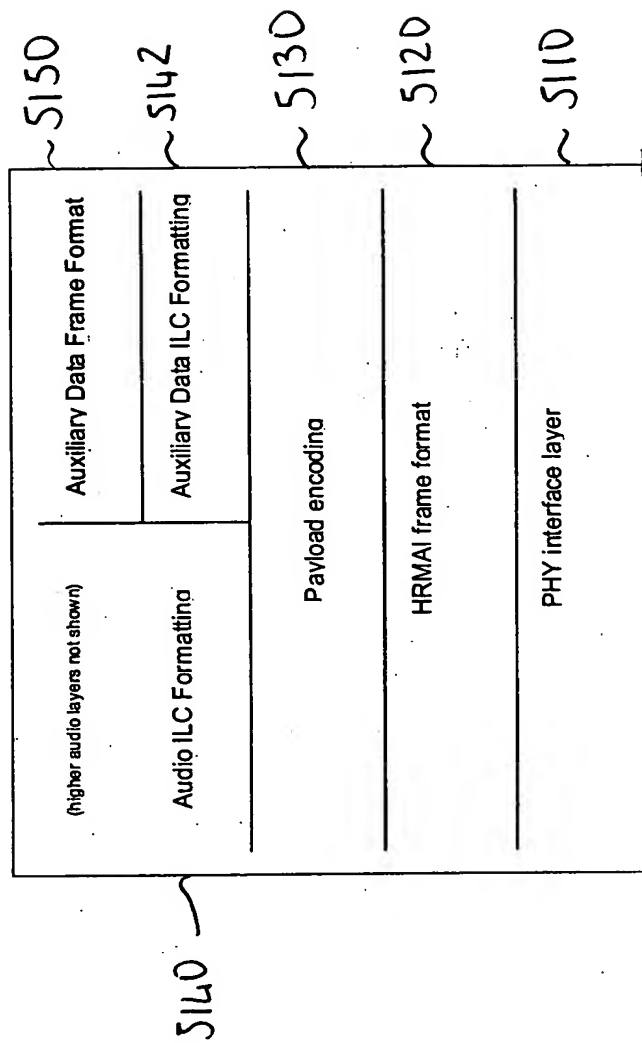 (higher audio layers not shown)
Auxiliary Data Frame Format
5150
5140
Audio ILC Formatting
Auxiliary Data ILC Formatting
5142
Payload encoding
5130
HRMAI frame format
5120
PHY interface layer
5110